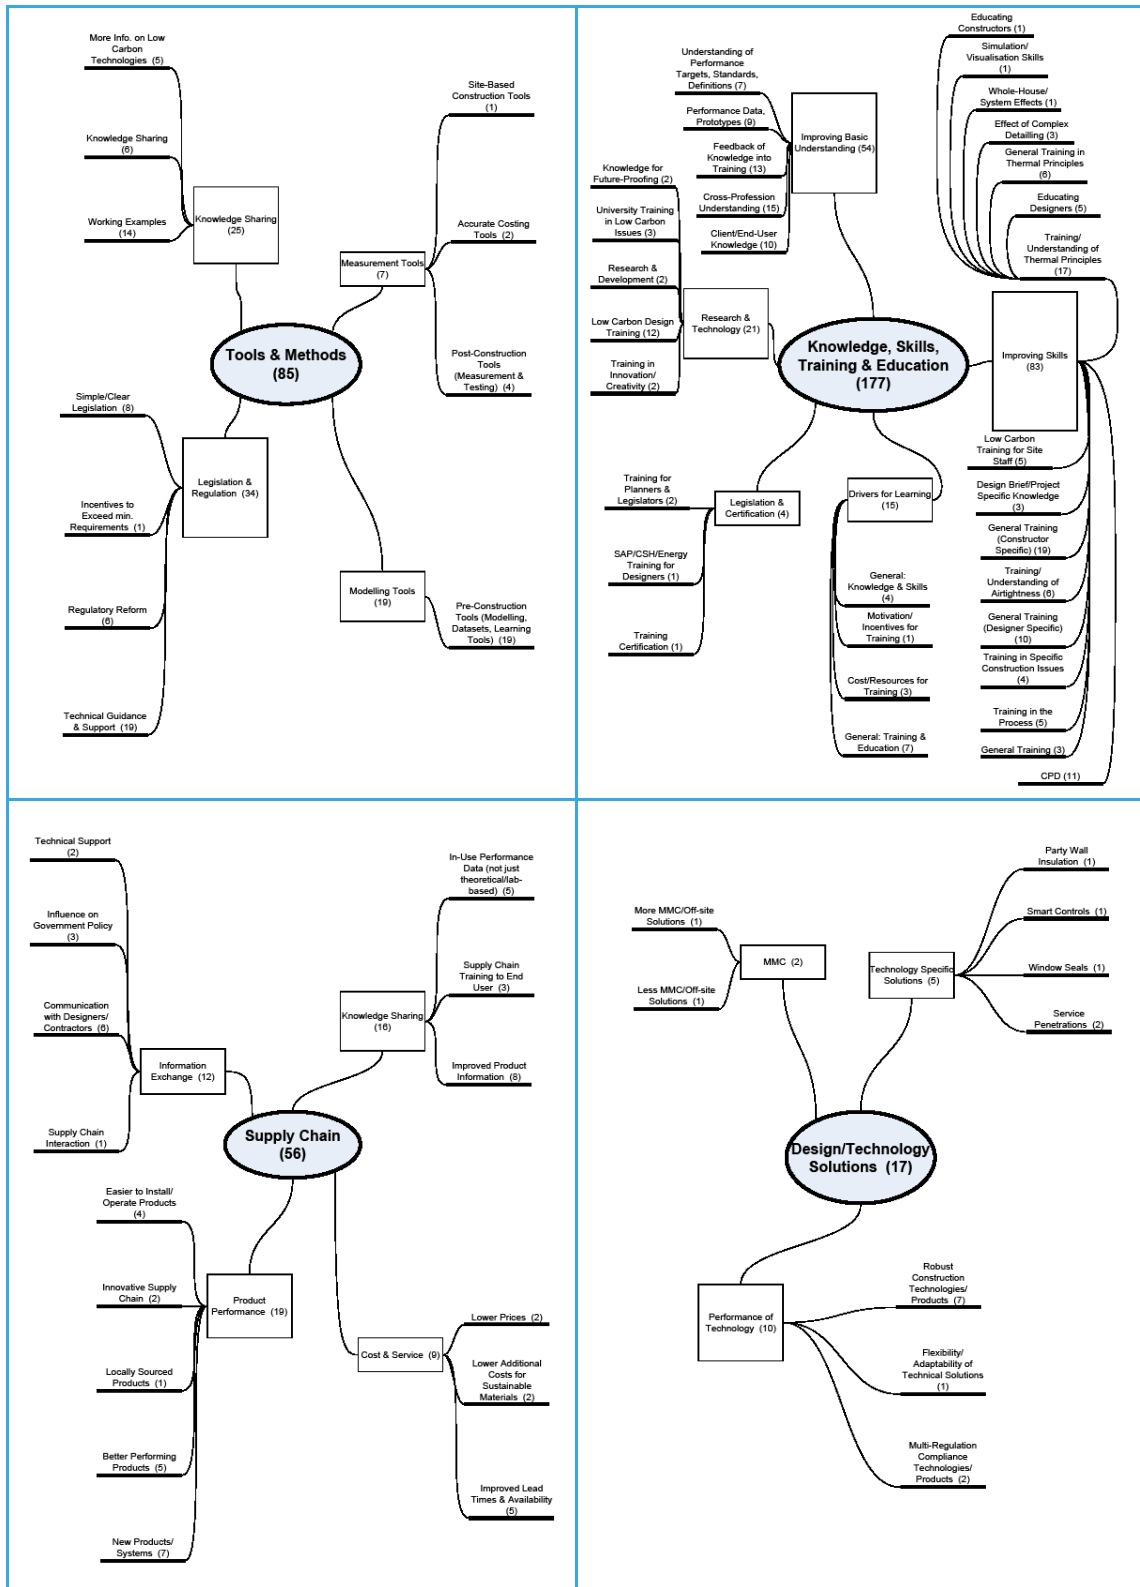 More Info. on Low
Carbon
Technologies  (5)
Knowledge Sharing
(6)
Working Examples
(14)
Knowledge Sharing
(25)
Site-Based
Construction Tools
(1)
Accurate Costing
Tools  (2)
Measurement Tools
(7)
Post-Construction
Tools
(Measurement &
Testing)  (4)
Tools & Methods
(85)
Simple/Clear
Legislation  (8)
Legislation &
Regulation  (34)
Incentives to
Exceed min.
Requirements  (1)
Regulatory Reform
(6)
Technical Guidance
& Support  (19)
Modelling Tools
(19)
Pre-Construction
Tools (Modelling,
Datasets, Learning
Tools)  (19)
Understanding of
Performance
Targets, Standards,
Definitions (7)
Performance Data,
Prototypes (9)
Feedback of
Knowledge into
Training (13)
Cross-Profession
Understanding (15)
Client/End-User
Knowledge (10)
Improving Basic
Understanding (54)
Educating
Constructors (1)
Simulation/
Visualisation Skills
(1)
Whole-House/
System Effects (1)
Effect of Complex
Detailling (3)
General Training in
Thermal Principles
(6)
Educating
Designers (5)
Training/
Understanding of
Thermal Principles
(17)
Knowledge for
Future-Proofing (2)
University Training
in Low Carbon
Issues (3)
Research &
Development (2)
Low Carbon Design
Training (12)
Training in
Innovation/
Creativity (2)
Research &
Technology (21)
Knowledge, Skills,
Training & Education
(177)
Improving Skills
(83)
Low Carbon
Training for Site
Staff (5)
Design Brief/Project
Specific Knowledge
(3)
General Training
(Constructor
Specific) (19)
Training/
Understanding of
Airtightness (6)
General Training
(Designer Specific)
(10)
Training in Specific
Construction Issues
(4)
Training in the
Process (5)
General Training (3)
CPD (11)
Training for
Planners &
Legislators (2)
SAP/CSH/Energy
Training for
Designers (1)
Training
Certification (1)
Legislation &
Certification (4)
Drivers for Learning
(15)
General:
Knowledge & Skills
(4)
Motivation/
Incentives for
Training (1)
Cost/Resources for
Training (3)
General: Training &
Education (7)
Technical Support
(2)
Influence on
Government Policy
(3)
Communication
with Designers/
Contractors  (6)
Supply Chain
Interaction  (1)
Information
Exchange  (12)
In-Use Performance
Data (not just
theoretical/lab-
based)  (5)
Supply Chain
Training to End
User  (3)
Improved Product
Information  (8)
Knowledge Sharing
(16)
Supply Chain
(56)
Easier to Install/
Operate Products
(4)
Innovative Supply
Chain  (2)
Locally Sourced
Products  (1)
Better Performing
Products  (5)
New Products/
Systems  (7)
Product
Performance  (19)
Cost & Service  (9)
Lower Prices  (2)
Lower Additional
Costs for
Sustainable
Materials  (2)
Improved Lead
Times & Availability
(5)
More MMC/Off-site
Solutions  (1)
Less MMC/Off-site
Solutions  (1)
MMC  (2)
Technology Specific
Solutions  (5)
Party Wall
Insulation  (1)
Smart Controls  (1)
Window Seals  (1)
Service
Penetrations  (2)
Design/Technology
Solutions  (17)
Performance of
Technology  (10)
Robust
Construction
Technologies/
Products  (7)
Flexibility/
Adaptability of
Technical Solutions
(1)
Multi-Regulation
Compliance
Technologies/
Products  (2)